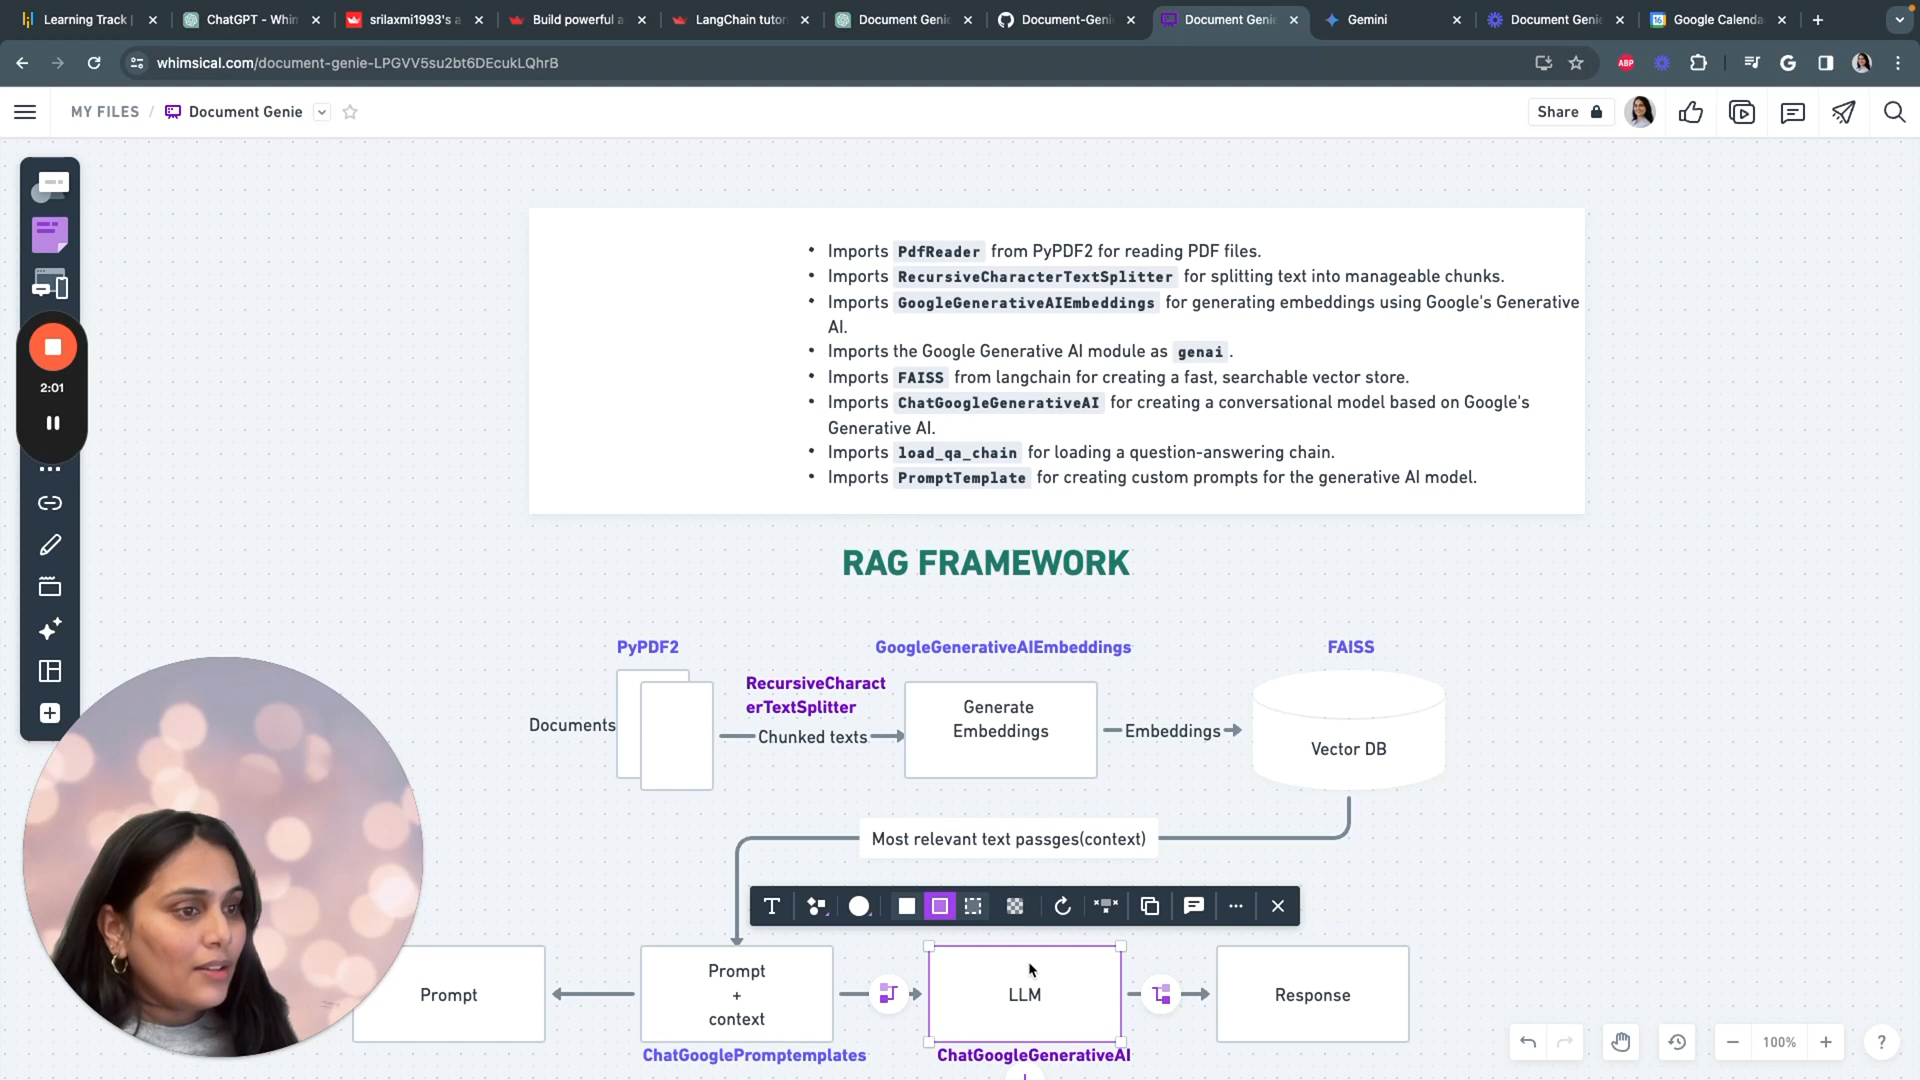 Learning Track |
ChatGPT - Whim
srilaxmi1993's a
Build powerful a
LangChain tutor
Document Genie
Document-Geni
Document Genie
Gemini
Document Genie
Google Calenda
whimsical.com/document-genie-LPGVV5su2bt6DEcukLQhrB
ABP
MY FILES / Document Genie
Share
2:01
• Imports PdfReader from PyPDF2 for reading PDF files.
• Imports RecursiveCharacterTextSplitter for splitting text into manageable chunks.
• Imports GoogleGenerativeAIEmbeddings for generating embeddings using Google's Generative
AI.
• Imports the Google Generative AI module as genai.
• Imports FAISS from langchain for creating a fast, searchable vector store.
• Imports ChatGoogleGenerativeAI for creating a conversational model based on Google's
Generative AI.
• Imports load_qa_chain for loading a question-answering chain.
• Imports PromptTemplate for creating custom prompts for the generative AI model.
RAG FRAMEWORK
PyPDF2
GoogleGenerativeAIEmbeddings
FAISS
RecursiveCharact
erTextSplitter
Documents
Chunked texts
Generate
Embeddings
Embeddings
Vector DB
Most relevant text passges(context)
Prompt
Prompt
+
context
LLM
Response
ChatGooglePromptemplates
ChatGoogleGenerativeAI
100%
?